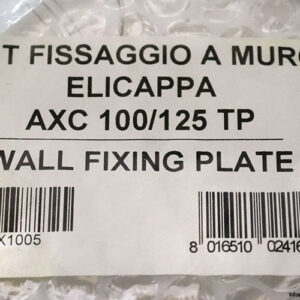 T FISSAGGIO A MURO
ELICAPPA
AXC 100/125 TP
WALL FIXING PLATE
X1005
8 016510 02416